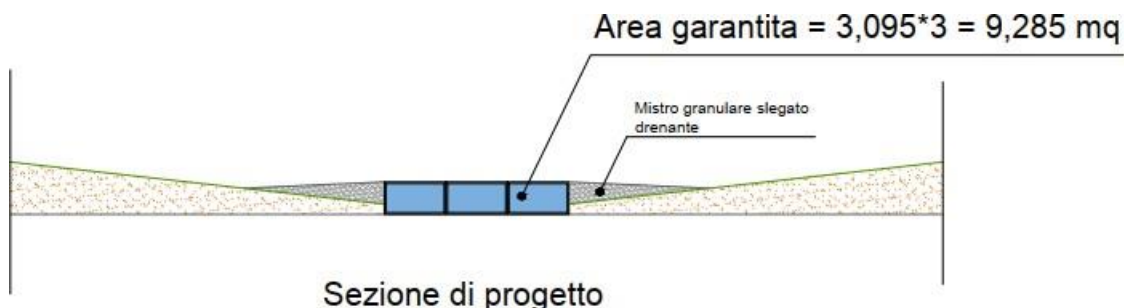 Area garantita = 3,095*3 = 9,285 mq
Mistro granulare slegato
drenante
Sezione di progetto